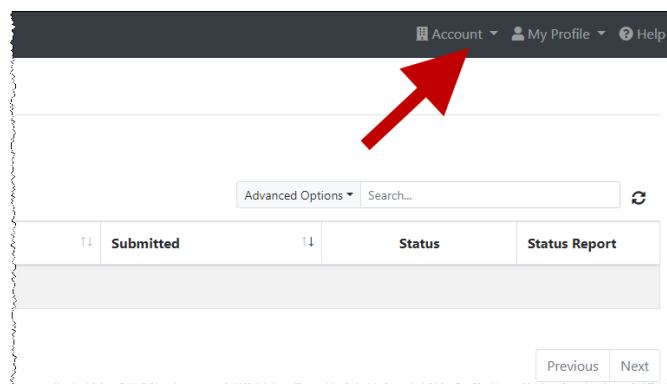 Account My Profile Help
Advanced Options Search...
Submitted Status Status Report
Previous Next